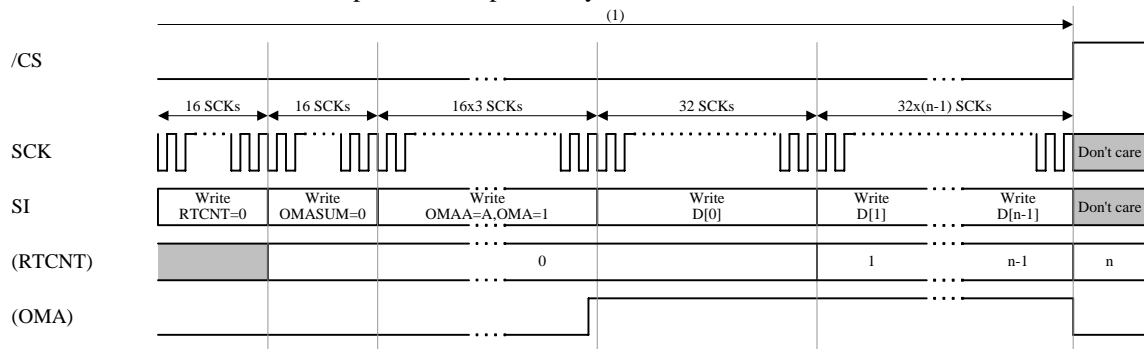 (1)
/CS
16 SCKs 16 SCKs 16x3 SCKs 32 SCKs 32x(n-1) SCKs
SCK Don't care
SI Write RTCNT=0 Write OMASUM=0 Write OMAA=A,OMA=1 Write D[0] Write D[1] Write D[n-1] Don't care
(RTCNT) 0 1 n-1 n
(OMA)